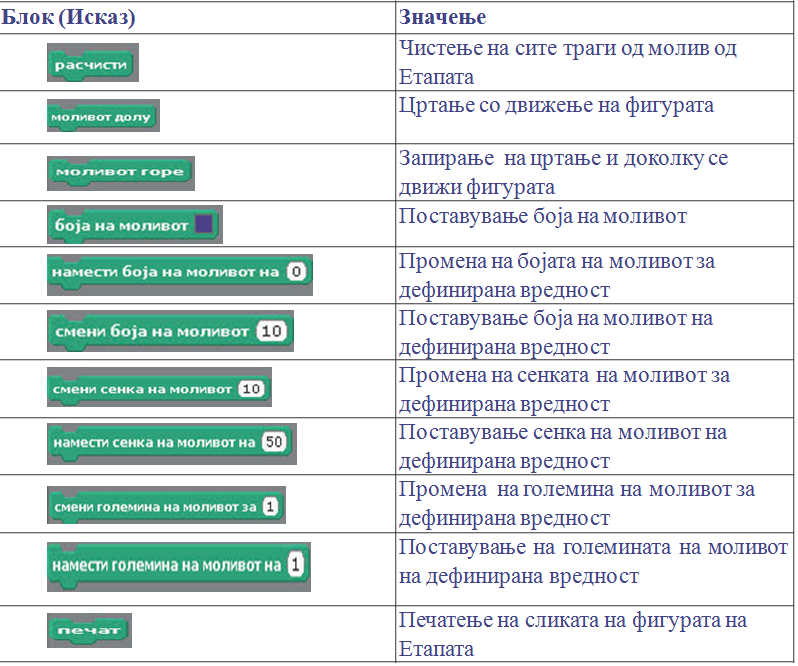 Блок (Исказ) Значење
расчисти Чистење на сите траги од молив од
Етапата
моливот долу Цртање со движење на фигурата
моливот горе Запирање на цртање и доколку се
движи фигурата
боја на моливот Поставување боја на моливот
намести боја на моливот на 0 Промена на бојата на моливот за
дефинирана вредност
смени боја на моливот 10 Поставување боја на моливот на
дефинирана вредност
смени сенка на моливот 10 Промена на сенката на моливот за
дефинирана вредност
намести сенка на моливот на 50 Поставување сенка на моливот на
дефинирана вредност
смени големина на моливот за 1 Промена на големина на моливот за
дефинирана вредност
намести големина на моливот на 1 Поставување на големината на моливот
на дефинирана вредност
печат Печатење на сликата на фигурата на
Етапата